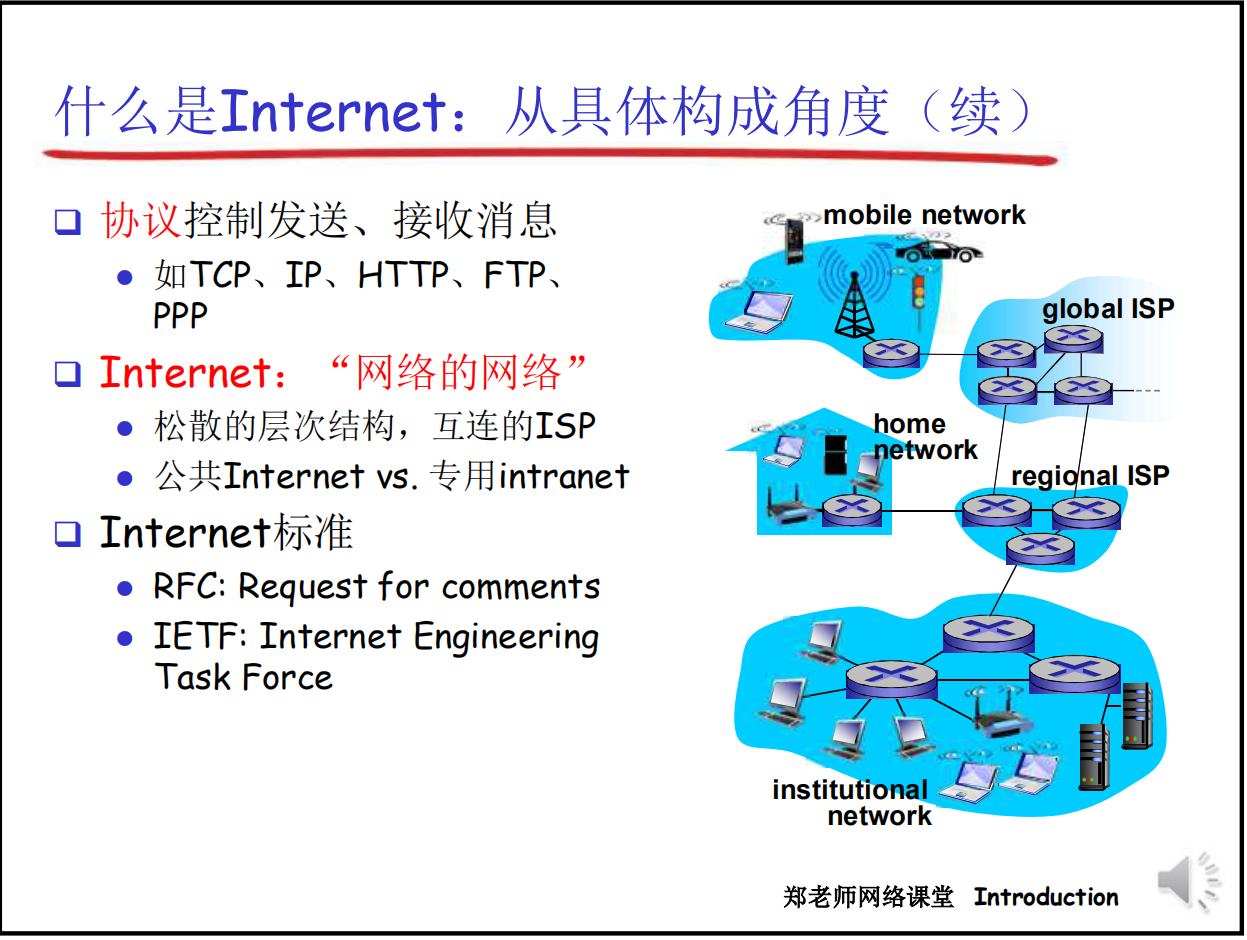 什么是Internet：从具体构成角度（续）
协议控制发送、接收消息
如TCP、IP、HTTP、FTP、
PPP
Internet：“网络的网络”
松散的层次结构，互连的ISP
公共Internet vs. 专用intranet
Internet标准
RFC: Request for comments
IETF: Internet Engineering
Task Force
mobile network
global ISP
home
network
regional ISP
institutional
network
郑老师网络课堂 Introduction